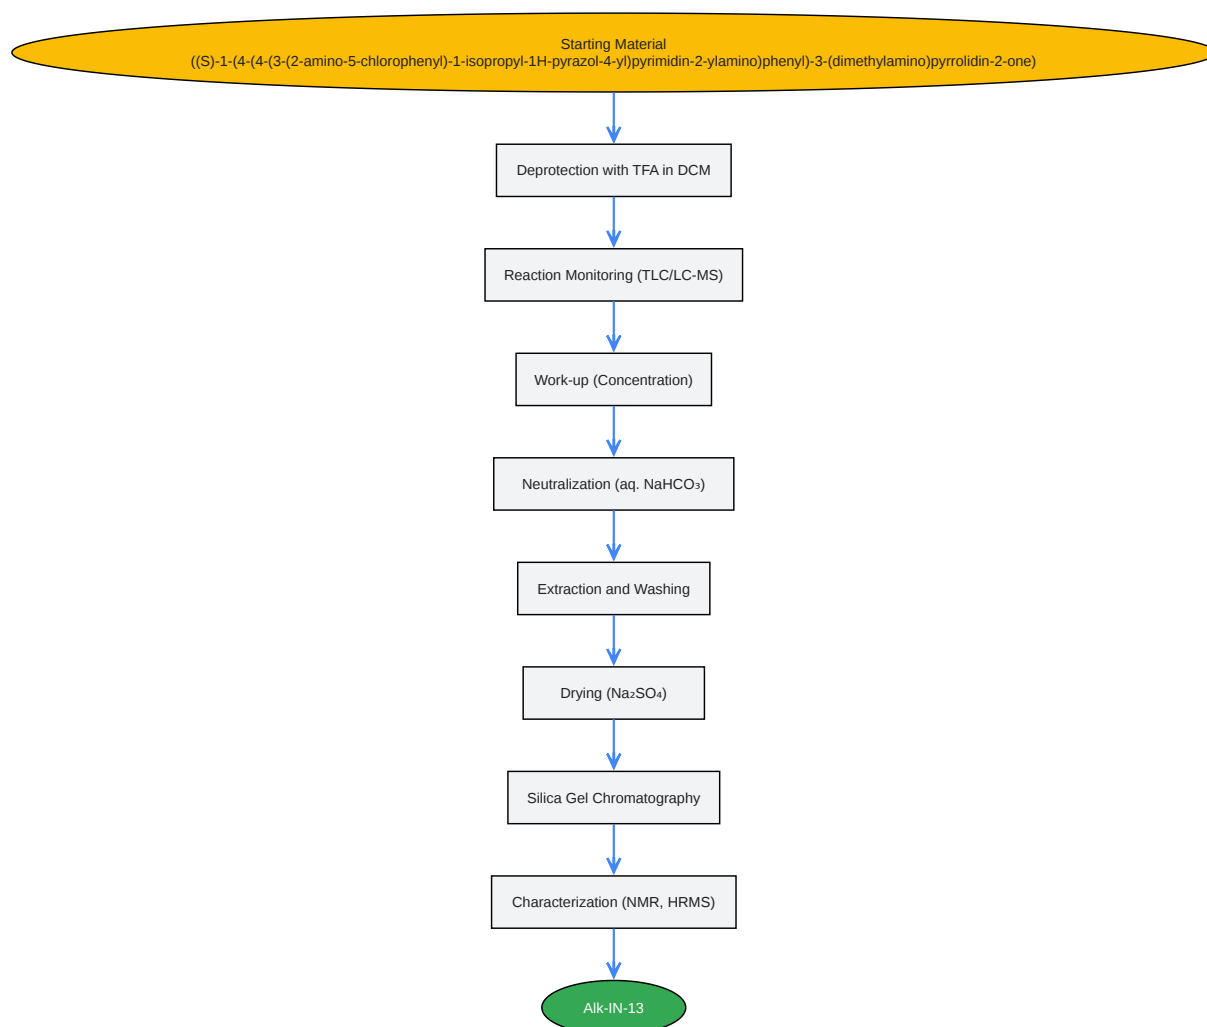 Starting Material
((S)-1-(4-(4-(3-(2-amino-5-chlorophenyl)-1-isopropyl-1H-pyrazol-4-yl)pyrimidin-2-ylamino)phenyl)-3-(dimethylamino)pyrrolidin-2-one)
Deprotection with TFA in DCM
Reaction Monitoring (TLC/LC-MS)
Work-up (Concentration)
Neutralization (aq. NaHCO₃)
Extraction and Washing
Drying (Na₂SO₄)
Silica Gel Chromatography
Characterization (NMR, HRMS)
Alk-IN-13